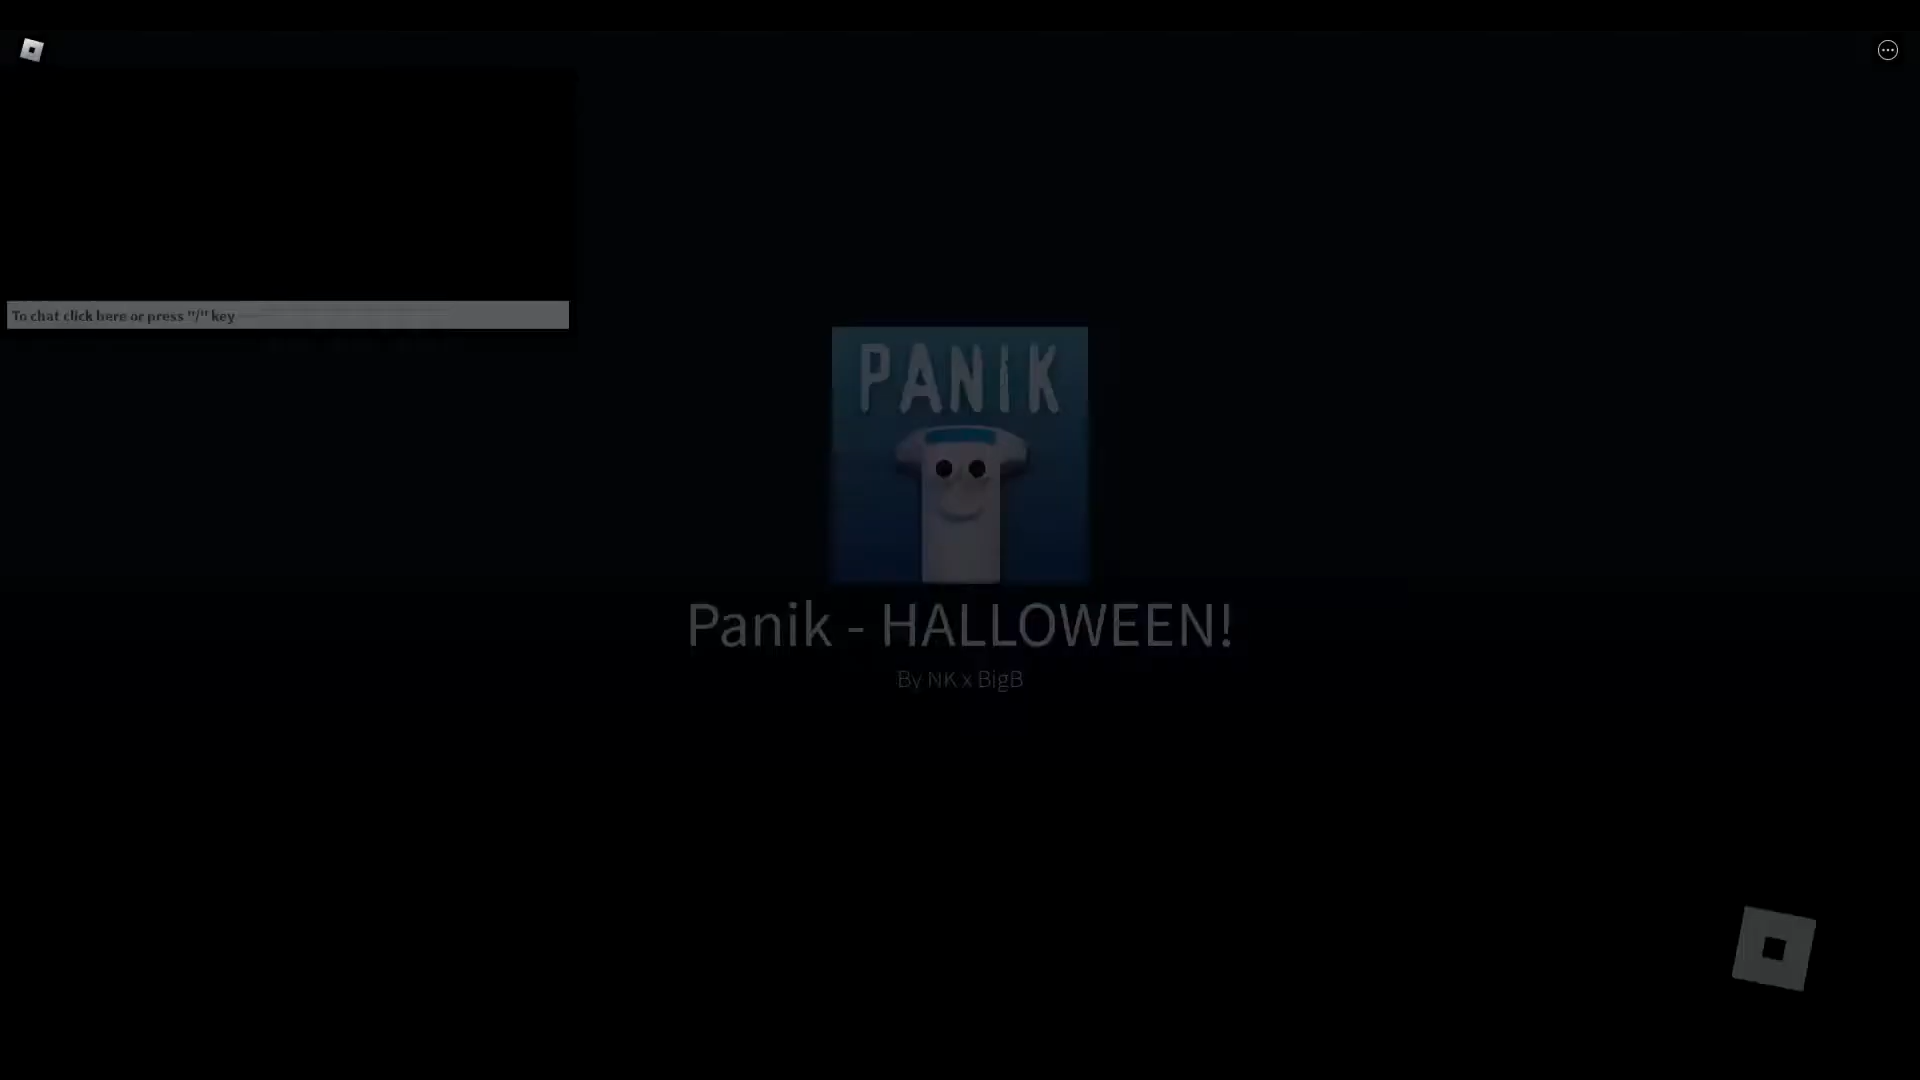 To chat click here or press "/" key
PANIK
Panik - HALLOWEEN!
By NK x BigB